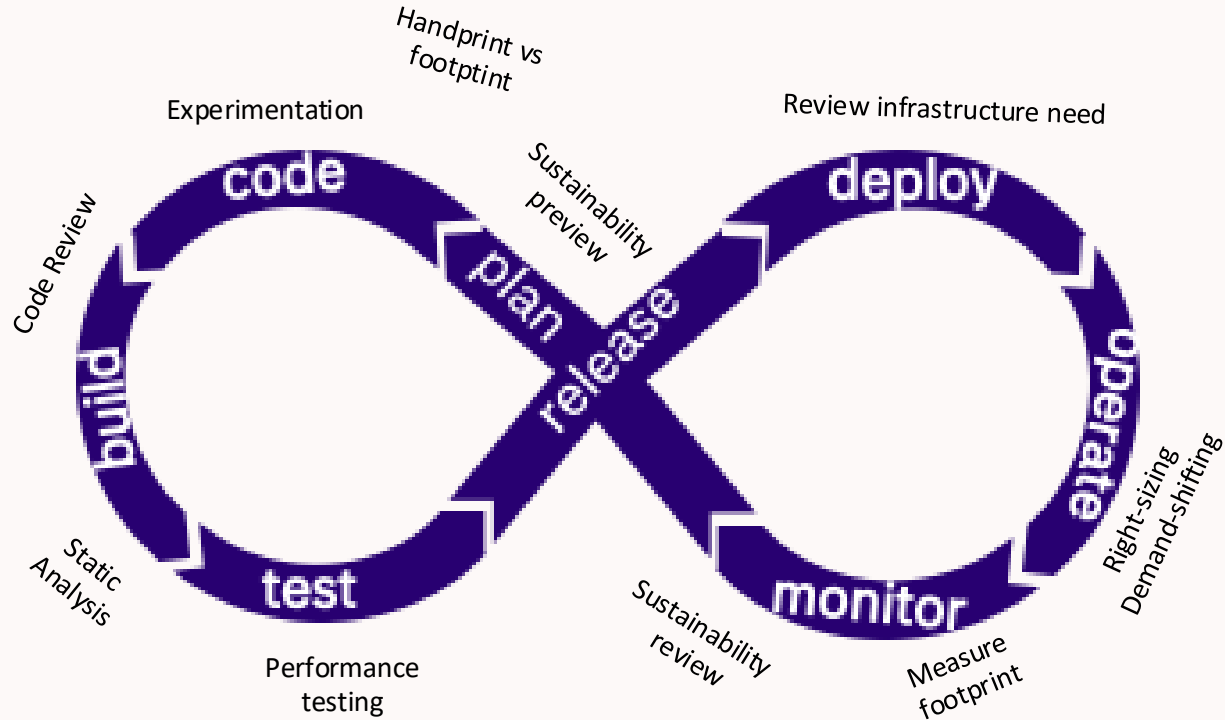 Handprint vs
footptint
Experimentation
Review infrastructure need
code
deploy
Sustainability
preview
Code Review
plan
release
build
operate
Right-sizing
Demand-shifting
Static
Analysis
test
monitor
Sustainability
review
Measure
footprint
Performance
testing